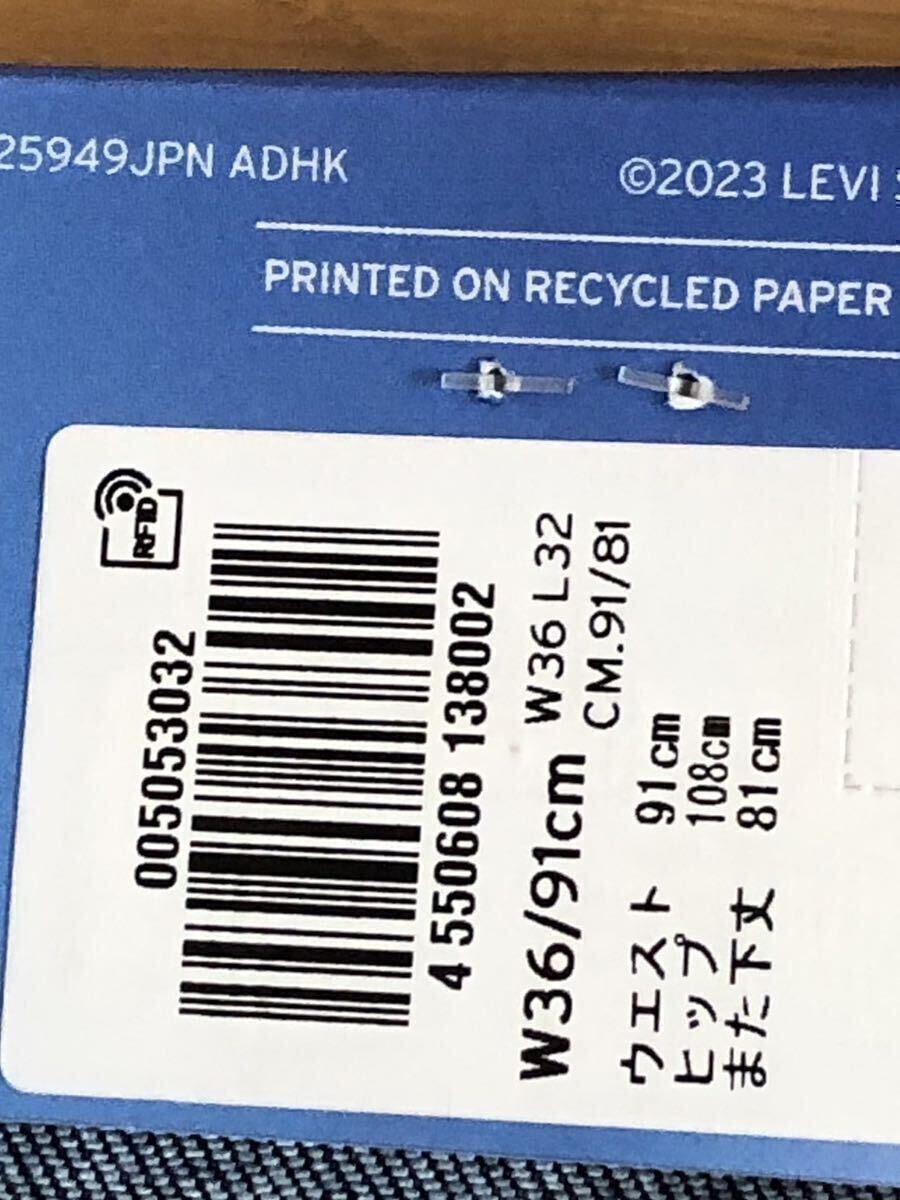 25949JPN ADHK
©2023 LEVI
PRINTED ON RECYCLED PAPER
RFID
005053032
4 550608 138002
W36/91cm
W36 L32
CM.91/81
ウエスト 91cm
ヒップ 108cm
また下丈 81cm